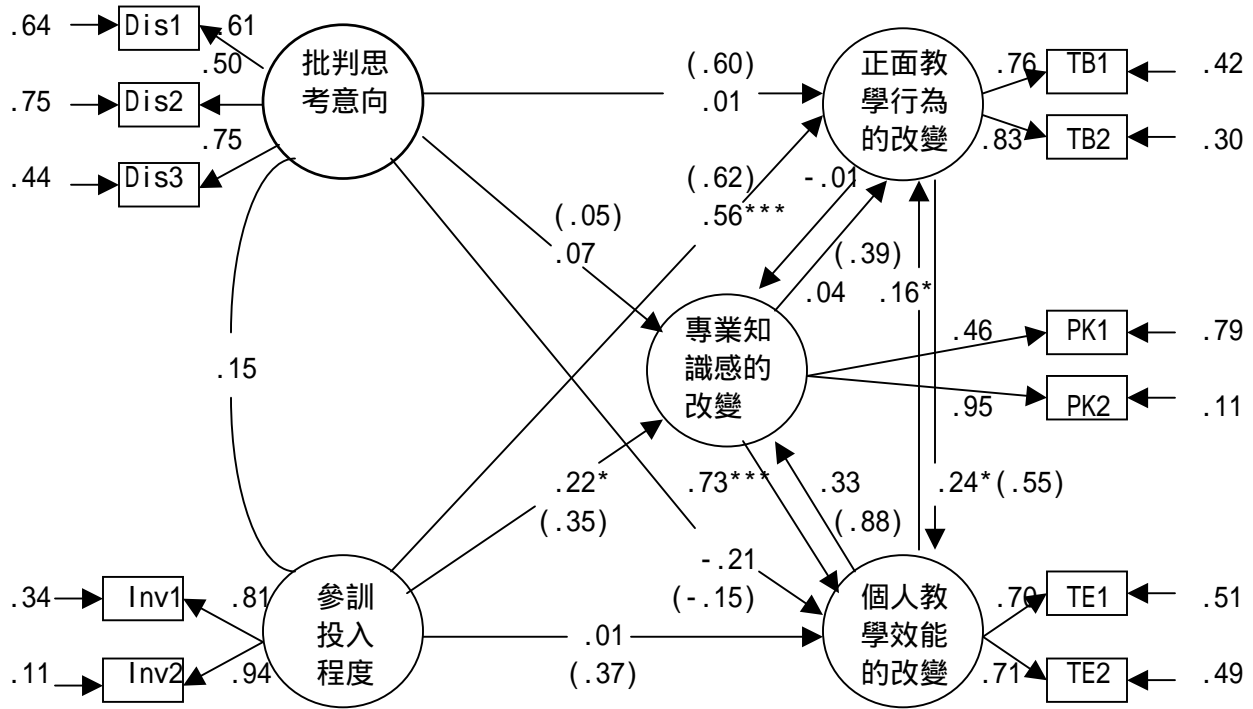 .64
Dis1
.61
.50
.75
Dis2
.75
.44
Dis3
批判思
考意向
(.60)
.01
正面教
學行為
的改變
.76
TB1
.42
.83
TB2
.30
(.62)
.56***
-.01
(.05)
.07
(.39)
.04
.16*
.15
專業知
識感的
改變
.46
PK1
.79
.95
PK2
.11
.22*
(.35)
.73***
.33
(.88)
.24*(.55)
-.21
(-.15)
.34
Inv1
.81
.11
Inv2
.94
參訓
投入
程度
.01
(.37)
個人教
學效能
的改變
.70
TE1
.51
.71
TE2
.49